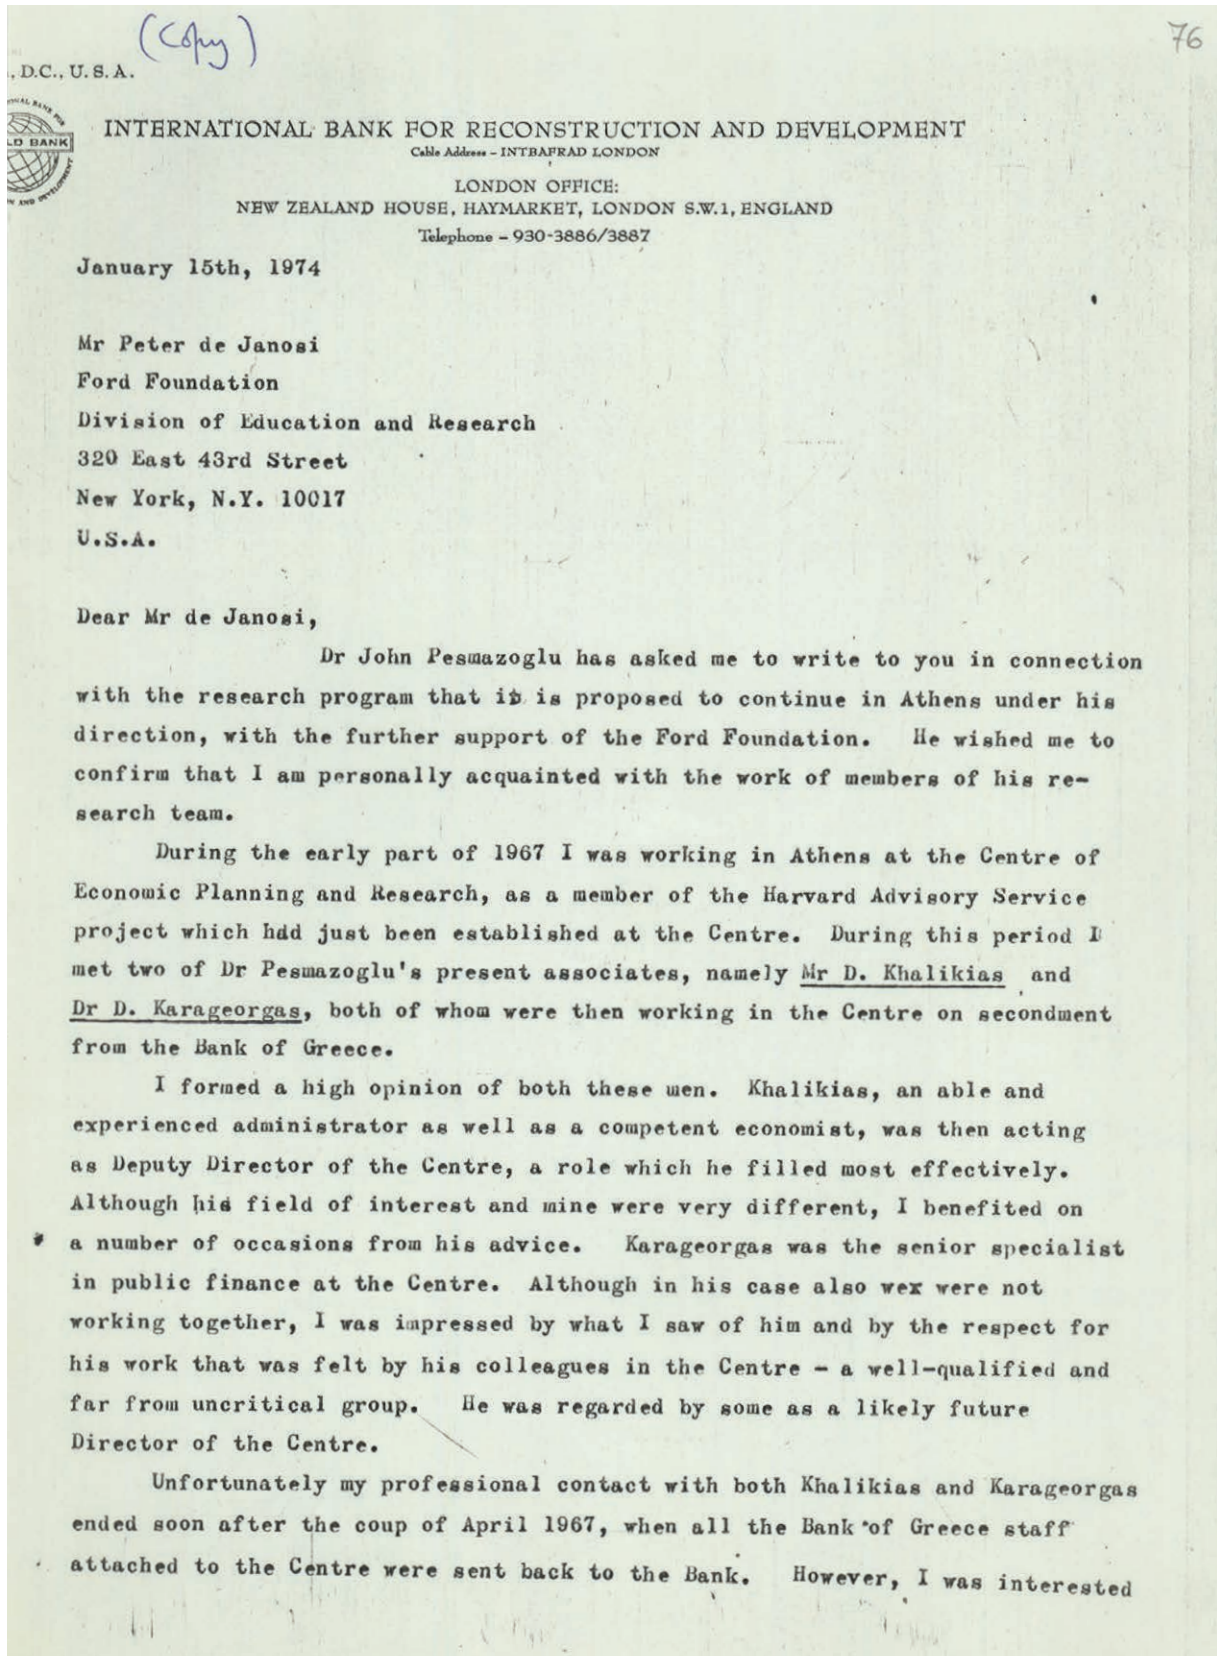 (Copy)
76
, D.C., U.S.A.
INTERNATIONAL BANK FOR RECONSTRUCTION AND DEVELOPMENT
LD BANK
Cable Address - INTBAFRAD LONDON
LONDON OFFICE:
NEW ZEALAND HOUSE, HAYMARKET, LONDON S.W.1, ENGLAND
Telephone - 930-3886/3887
January 15th, 1974
Mr Peter de Janosi
Ford Foundation
Division of Education and Research
320 East 43rd Street
New York, N.Y. 10017
U.S.A.
Dear Mr de Janosi,
Dr John Pesmazoglu has asked me to write to you in connection
with the research program that it is proposed to continue in Athens under his
direction, with the further support of the Ford Foundation. He wished me to
confirm that I am personally acquainted with the work of members of his re-
search team.
During the early part of 1967 I was working in Athens at the Centre of
Economic Planning and Research, as a member of the Harvard Advisory Service
project which had just been established at the Centre. During this period I
met two of Dr Pesmazoglu's present associates, namely Mr D. Khalikias and
Dr D. Karageorgas, both of whom were then working in the Centre on secondment
from the Bank of Greece.
I formed a high opinion of both these men. Khalikias, an able and
experienced administrator as well as a competent economist, was then acting
as Deputy Director of the Centre, a role which he filled most effectively.
Although his field of interest and mine were very different, I benefited on
a number of occasions from his advice. Karageorgas was the senior specialist
in public finance at the Centre. Although in his case also wex were not
working together, I was impressed by what I saw of him and by the respect for
his work that was felt by his colleagues in the Centre - a well-qualified and
far from uncritical group. He was regarded by some as a likely future
Director of the Centre.
Unfortunately my professional contact with both Khalikias and Karageorgas
ended soon after the coup of April 1967, when all the Bank of Greece staff
attached to the Centre were sent back to the Bank. However, I was interested